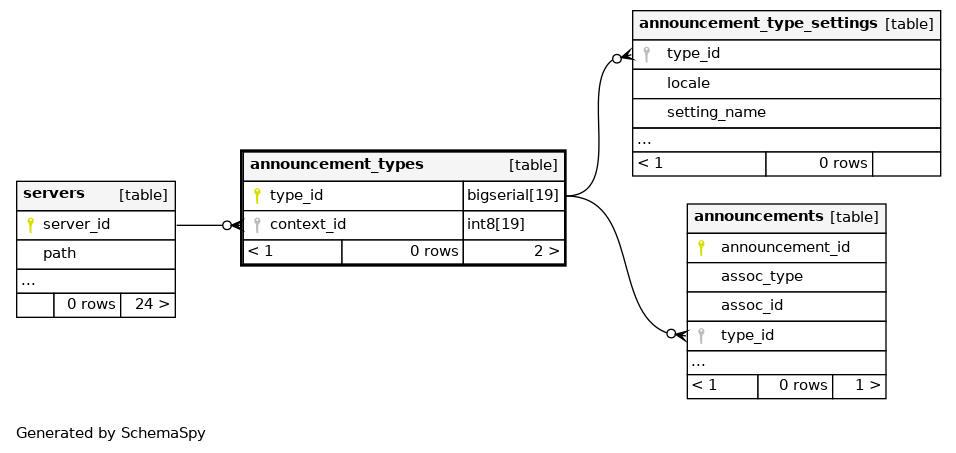 announcement_type_settings [table]
type_id
locale
setting_name
...
< 1 0 rows
announcement_types [table]
type_id bigserial[19]
context_id int8[19]
< 1 0 rows 2 >
servers [table]
server_id
path
...
0 rows 24 >
announcements [table]
announcement_id
assoc_type
assoc_id
type_id
...
< 1 0 rows 1 >
Generated by SchemaSpy